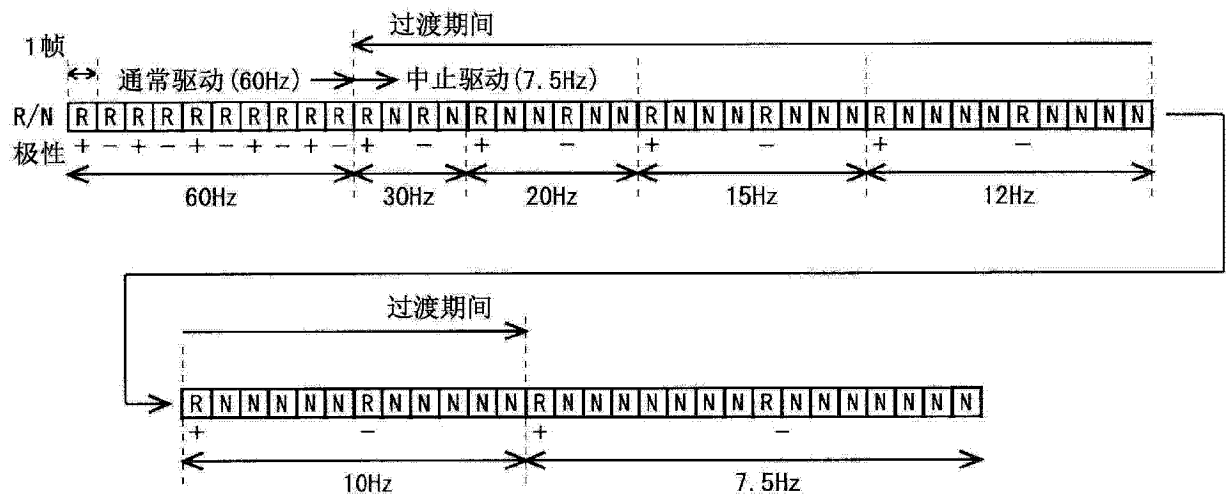 过渡期间
1帧
通常驱动(60Hz) 中止驱动(7.5Hz)
R/N R R R R R R R R R R R N R N R N N R N N R N N N R N N N R N N N N R N N N N
极性 + - + - + - + - + - + - + - + - + -
60Hz 30Hz 20Hz 15Hz 12Hz
过渡期间
R N N N N N R N N N N N R N N N N N N N R N N N N N N N
+ - + -
10Hz 7.5Hz